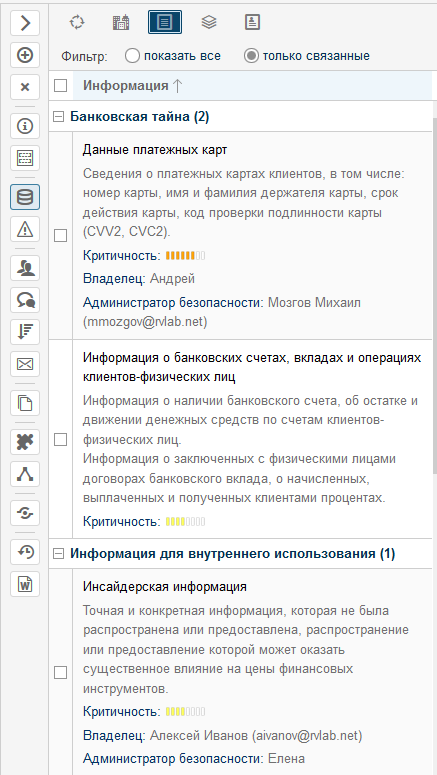 Фильтр: показать все только связанные
Информация
Банковская тайна (2)
Данные платежных карт
Сведения о платежных картах клиентов, в том числе:
номер карты, имя и фамилия держателя карты, срок
действия карты, код проверки подлинности карты
(CVV2, CVC2).
Критичность:
Владелец: Андрей
Администратор безопасности: Мозгов Михаил
(mmozgov@rvlab.net)
Информация о банковских счетах, вкладах и операциях
клиентов-физических лиц
Информация о наличии банковского счета, об остатке и
движении денежных средств по счетам клиентов-
физических лиц.
Информация о заключенных с физическими лицами
договорах банковского вклада, о начисленных,
выплаченных и полученных клиентами процентах.
Критичность:
Информация для внутреннего использования (1)
Инсайдерская информация
Точная и конкретная информация, которая не была
распространена или предоставлена, распространение
или предоставление которой может оказать
существенное влияние на цены финансовых
инструментов.
Критичность:
Владелец: Алексей Иванов (aivanov@rvlab.net)
Администратор безопасности: Елена
W